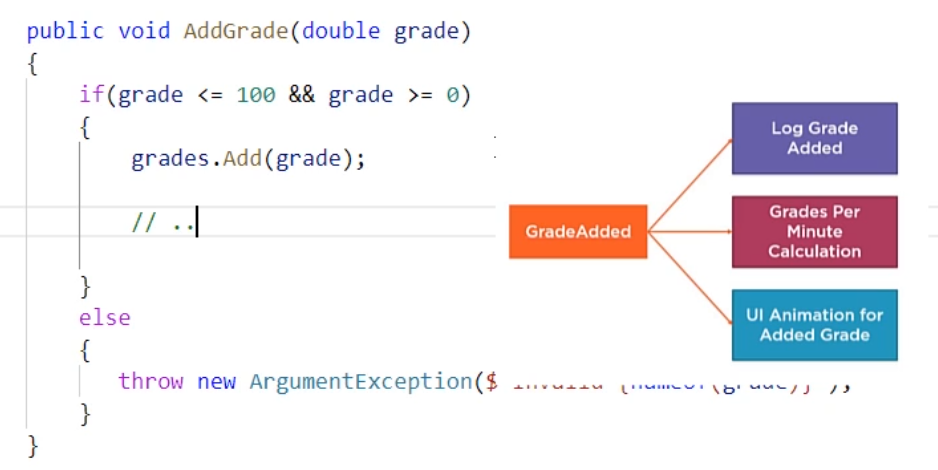 public void AddGrade(double grade)
{
if(grade <= 100 && grade >= 0)
{
grades.Add(grade);
// ..
}
else
{
throw new ArgumentException($
}
}
GradeAdded
Log Grade
Added
Grades Per
Minute
Calculation
UI Animation for
Added Grade